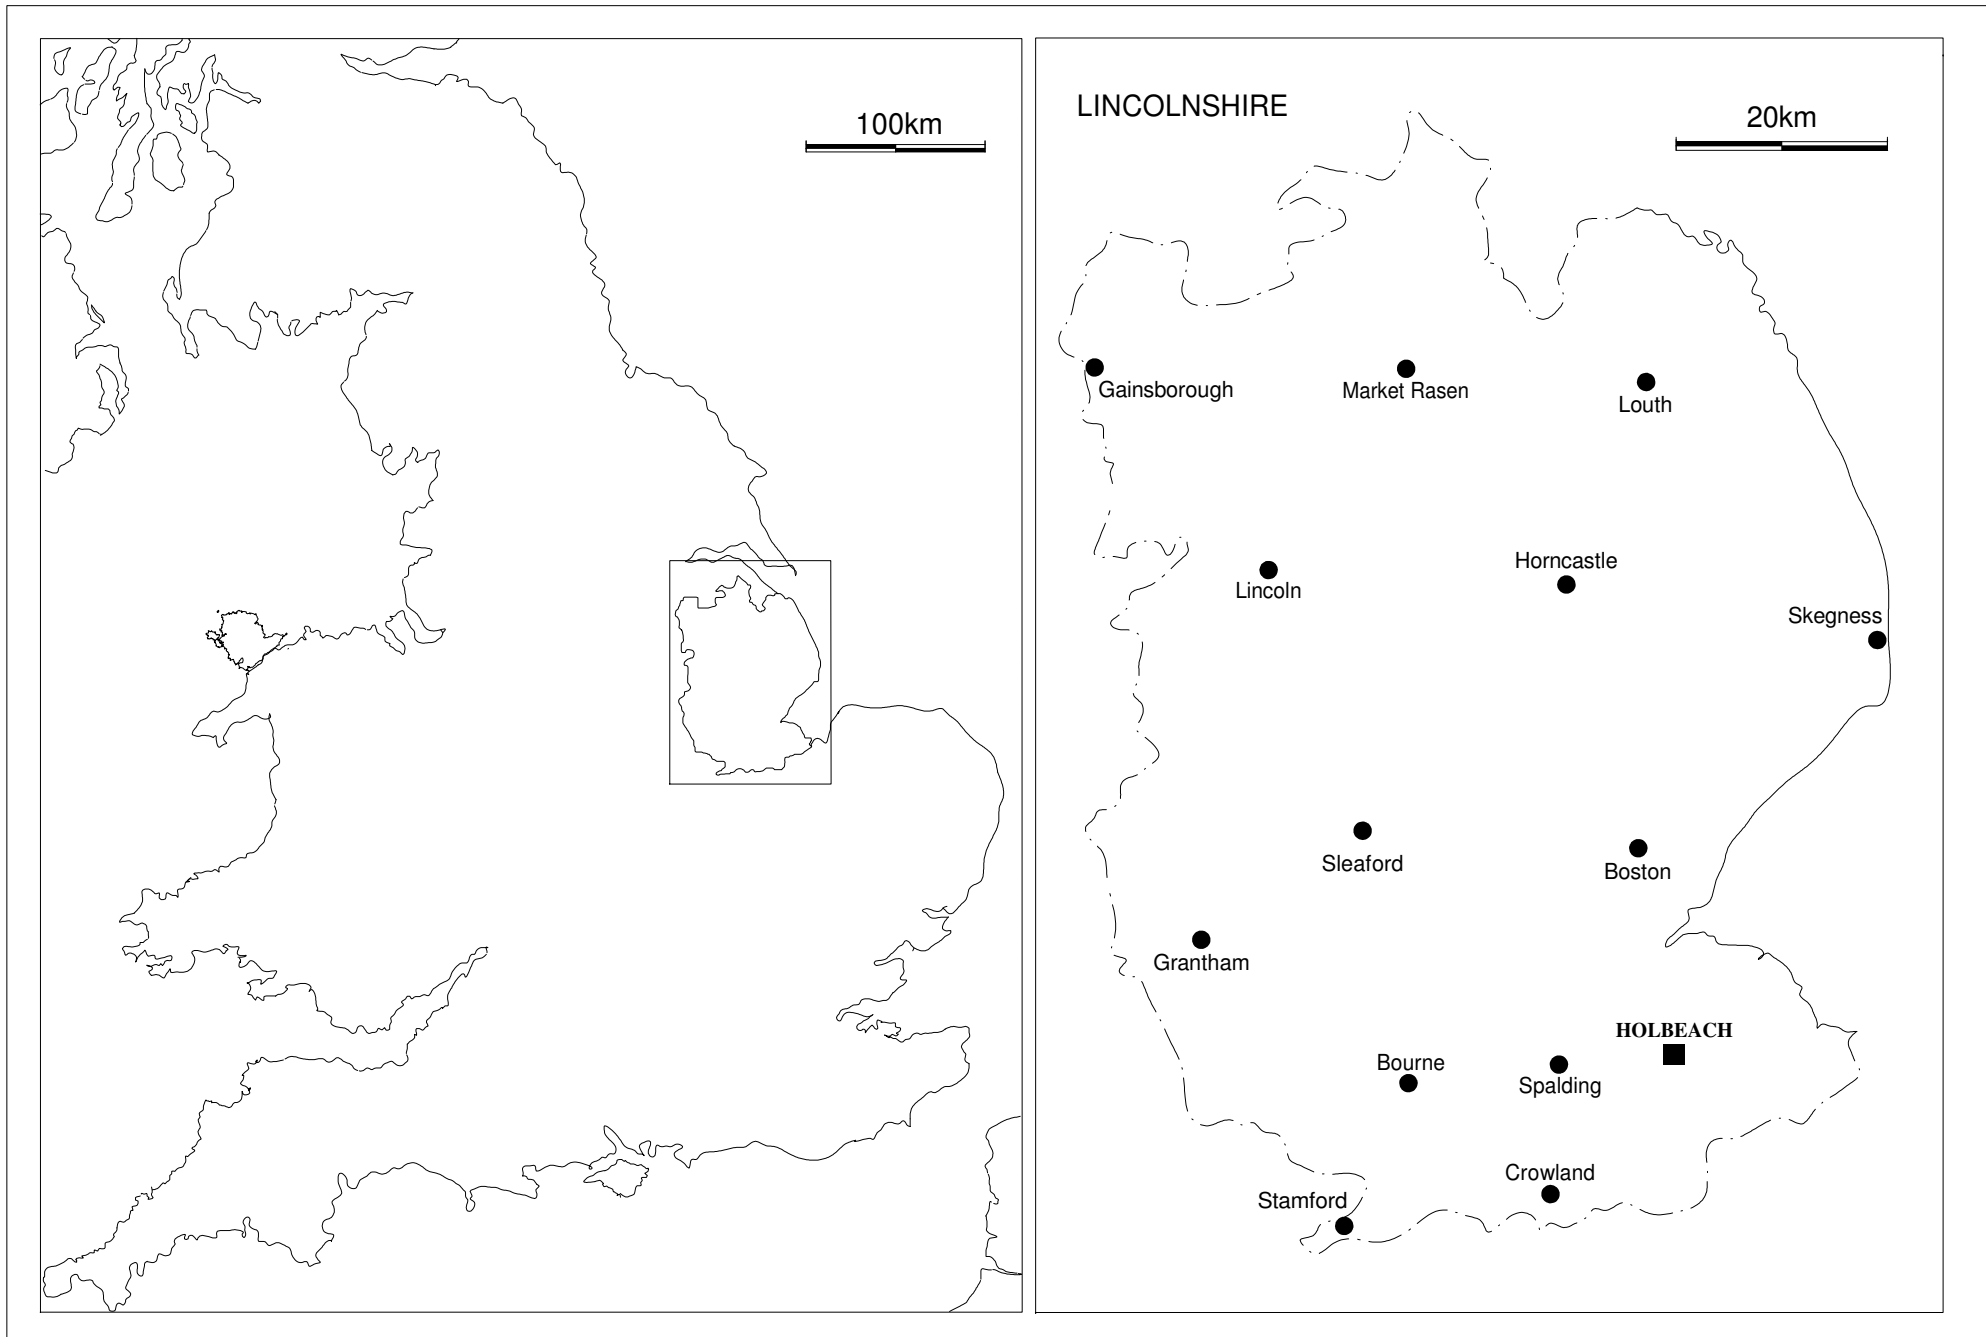 100km
LINCOLNSHIRE
20km
Gainsborough
Market Rasen
Louth
Lincoln
Horncastle
Skegness
Sleaford
Boston
Grantham
HOLBEACH
Bourne
Spalding
Crowland
Stamford